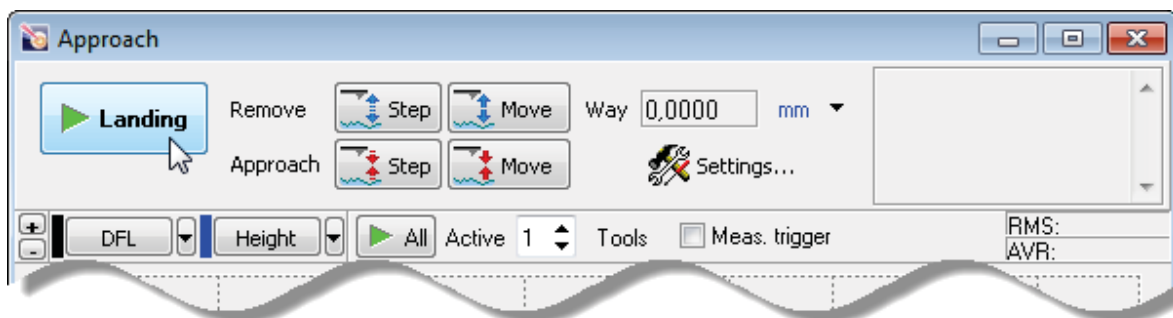 Approach
Landing Remove Step Move Way 0,0000 mm
Approach Step Move Settings...
+
-
DFL Height All Active 1 Tools Meas. trigger RMS:
AVR: